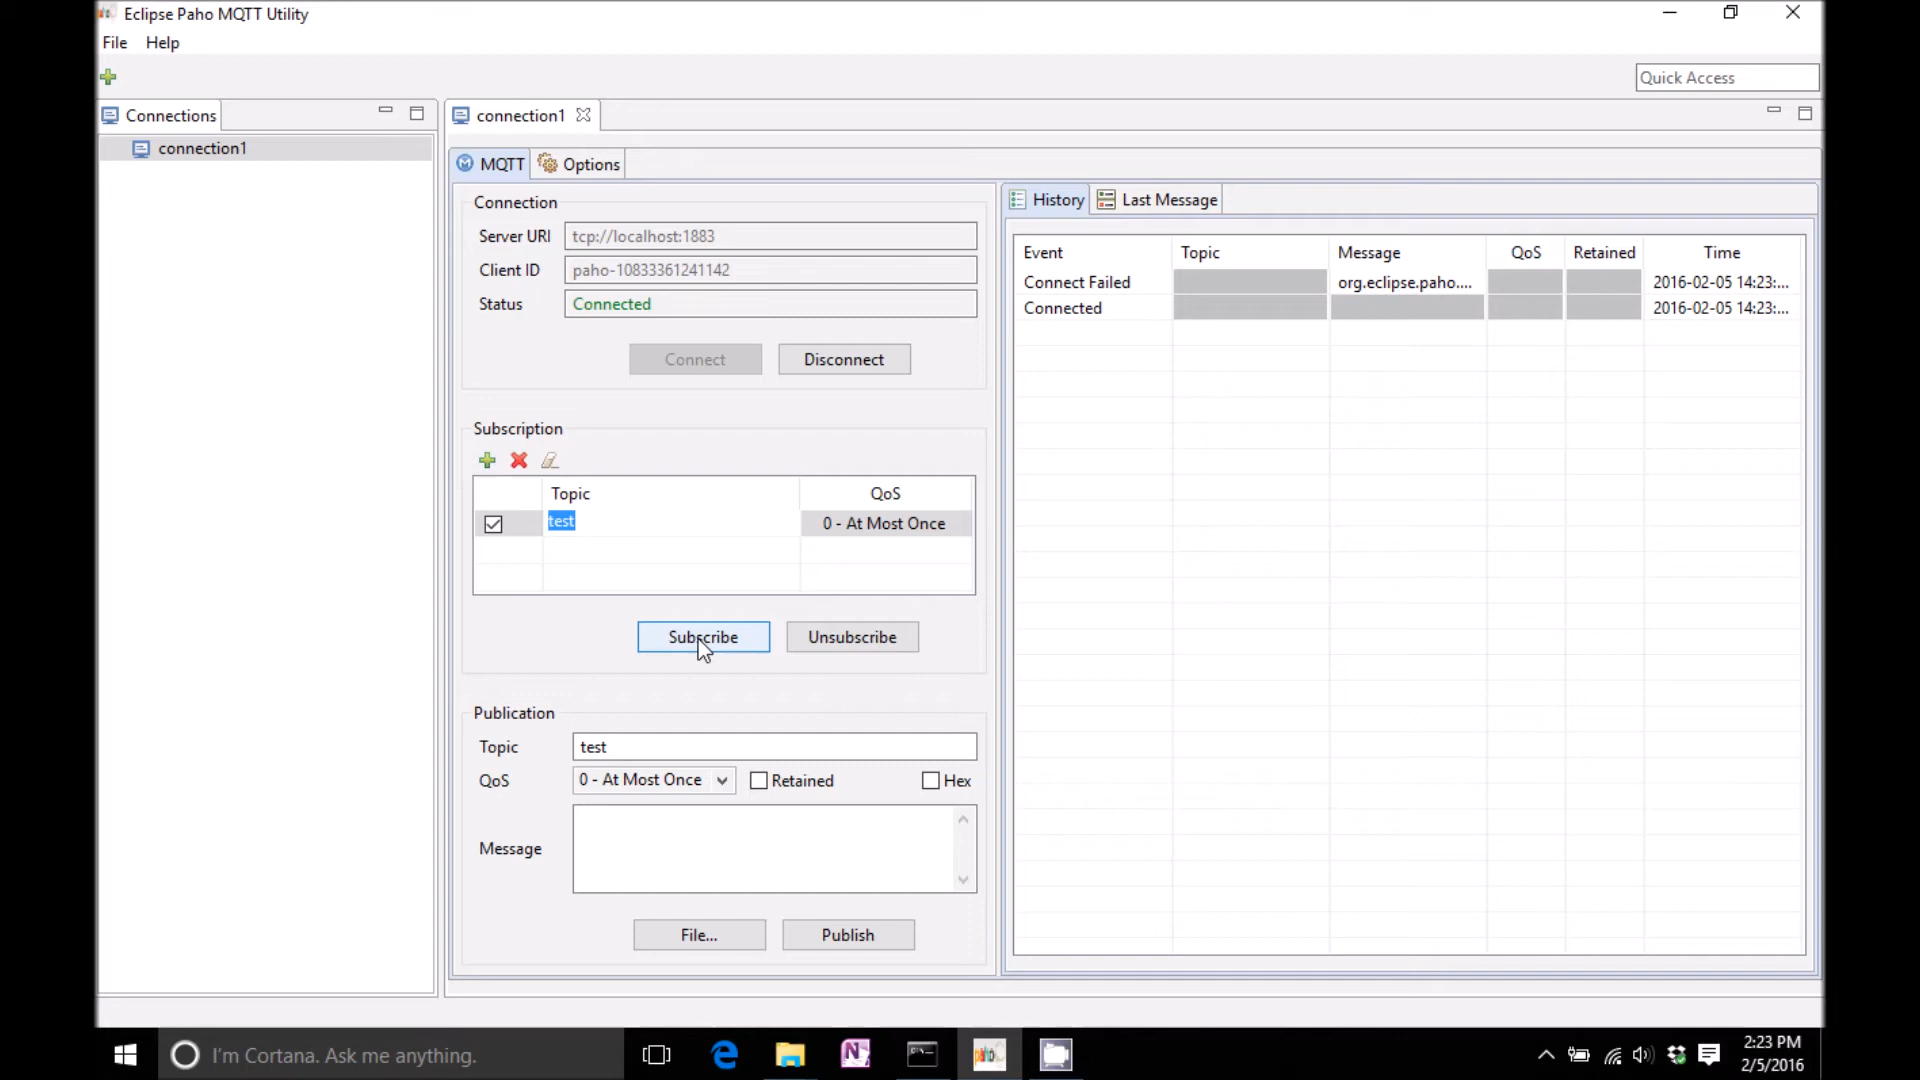 Eclipse Paho MQTT Utility
File Help
Quick Access
Connections
connection1
connection1
MQTT Options
Connection
Server URI tcp://localhost:1883
Client ID paho-10833361241142
Status Connected
Connect Disconnect
Subscription
Topic QoS
test 0 - At Most Once
Subscribe Unsubscribe
Publication
Topic test
QoS 0 - At Most Once Retained Hex
Message
File... Publish
History Last Message
Event Topic Message QoS Retained Time
Connect Failed org.eclipse.paho.... 2016-02-05 14:23:...
Connected 2016-02-05 14:23:...
I'm Cortana. Ask me anything.
paho
2:23 PM
2/5/2016